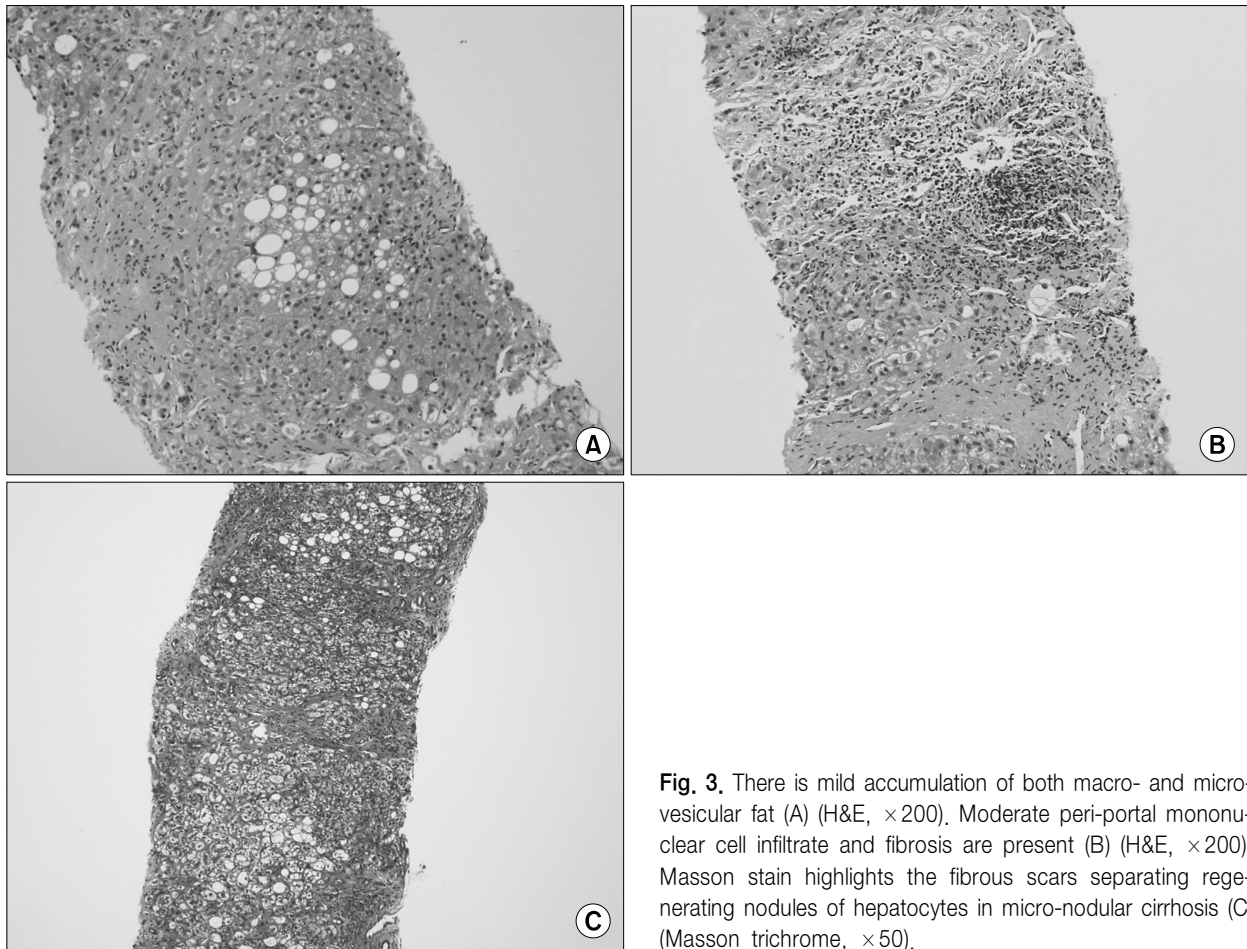 A
B
C
Fig. 3. There is mild accumulation of both macro- and micro-
vesicular fat (A) (H&E, ×200). Moderate peri-portal mononu-
clear cell infiltrate and fibrosis are present (B) (H&E, ×200)
Masson stain highlights the fibrous scars separating rege-
nerating nodules of hepatocytes in micro-nodular cirrhosis (C
(Masson trichrome, ×50).